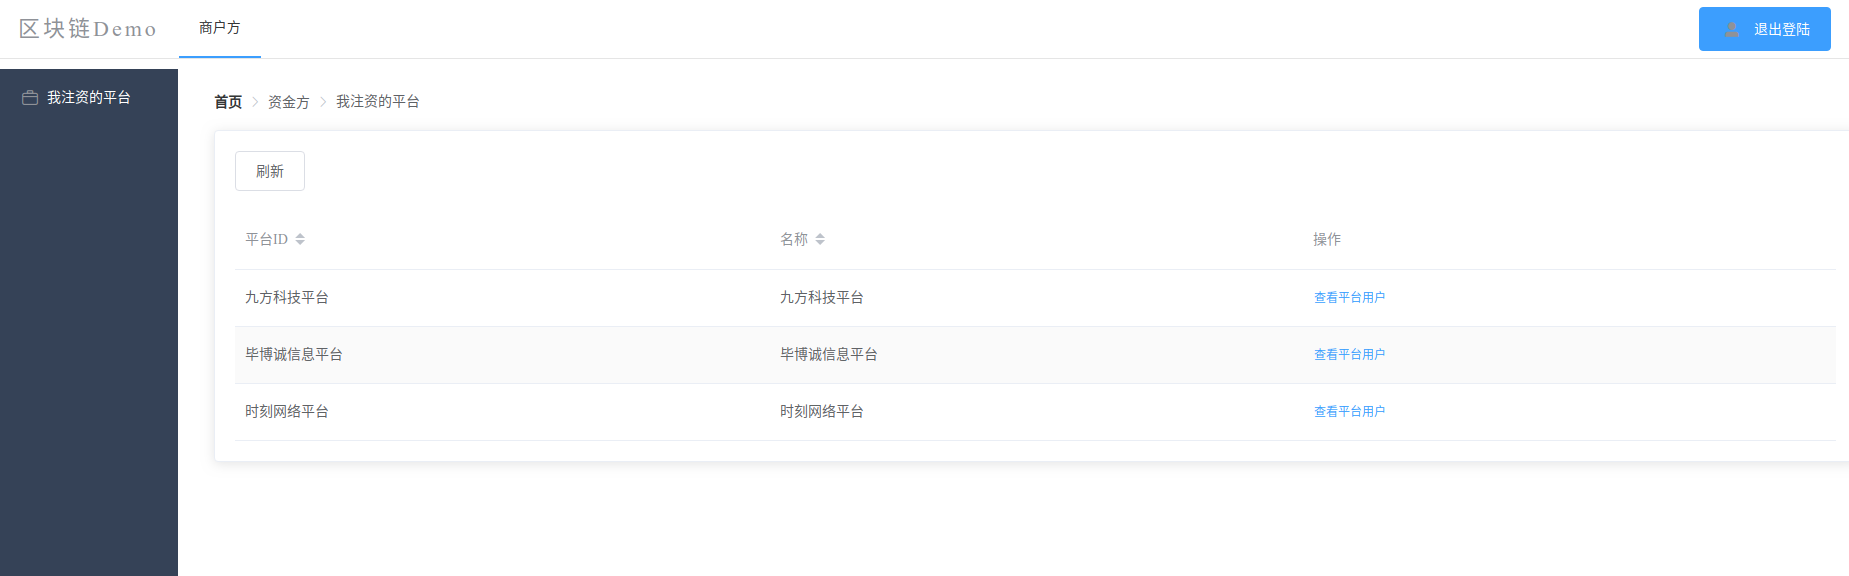 区块链Demo 商户方 退出登陆
我注资的平台
首页 > 资金方 > 我注资的平台
刷新
平台ID 名称 操作
九方科技平台 九方科技平台 查看平台用户
毕博诚信息平台 毕博诚信息平台 查看平台用户
时刻网络平台 时刻网络平台 查看平台用户